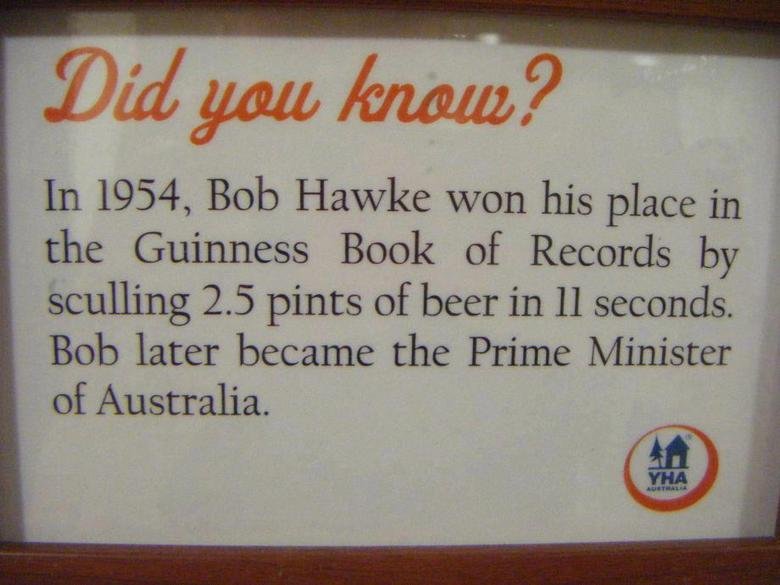 Did you know?
In 1954, Bob Hawke won his place in
the Guinness Book of Records by
sculling 2.5 pints of beer in 11 seconds.
Bob later became the Prime Minister
of Australia.
YHA
AUSTRALIA